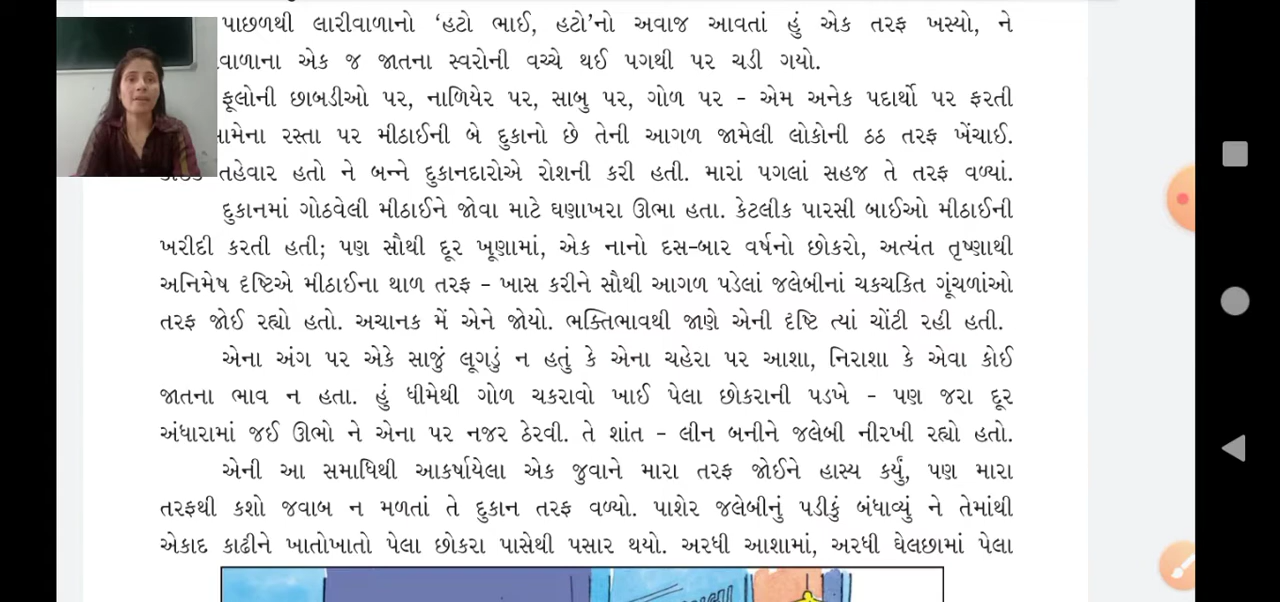 પાછળથી લારીવાળાનો ‘હટો ભાઈ, હટો’નો અવાજ આવતાં હું એક તરફ ખસ્યો, ને
વાળાના એક જ જાતના સ્વરોની વચ્ચે થઈ પગથી પર ચડી ગયો.
ફૂલોની છાબડીઓ પર, નાળિયેર પર, સાબુ પર, ગોળ પર – એમ અનેક પદાર્થો પર ફરતી
રસ્તા પર મીઠાઈની બે દુકાનો છે તેની આગળ જામેલી લોકોની ઠઠ તરફ ખેંચાઈ.
તહેવાર હતો ને બન્ને દુકાનદારોએ રોશની કરી હતી. મારાં પગલાં સહજ તે તરફ વળ્યાં.
દુકાનમાં ગોઠવેલી મીઠાઈને જોવા માટે ઘણાખરા ઊભા હતા. કેટલીક પારસી બાઈઓ મીઠાઈની
ખરીદી કરતી હતી; પણ સૌથી દૂર ખૂણામાં, એક નાનો દસ-બાર વર્ષનો છોકરો, અત્યંત તૃષ્ણાથી
અનિમેષ દૃષ્ટિએ મીઠાઈના થાળ તરફ – ખાસ કરીને સૌથી આગળ પડેલાં જલેબીનાં ચકચકિત ગૂંચળાંઓ
તરફ જોઈ રહ્યો હતો. અચાનક મેં એને જોયો. ભક્તિભાવથી જાણે એની દૃષ્ટિ ત્યાં ચોંટી રહી હતી.
એના અંગ પર એકે સાજું લૂગડું ન હતું કે એના ચહેરા પર આશા, નિરાશા કે એવા કોઈ
જાતના ભાવ ન હતા. હું ધીમેથી ગોળ ચકરાવો ખાઈ પેલા છોકરાની પડખે – પણ જરા દૂર
અંધારામાં જઈ ઊભો ને એના પર નજર ઠેરવી. તે શાંત – લીન બનીને જલેબી નીરખી રહ્યો હતો.
એની આ સમાધિથી આકર્ષાયેલા એક જુવાને મારા તરફ જોઈને હાસ્ય કર્યું, પણ મારા
તરફથી કશો જવાબ ન મળતાં તે દુકાન તરફ વળ્યો. પાશેર જલેબીનું પડીકું બંધાવ્યું ને તેમાંથી
એકાદ કાઢીને ખાતોખાતો પેલા છોકરા પાસેથી પસાર થયો. અરધી આશામાં, અરધી ઘેલછામાં પેલા